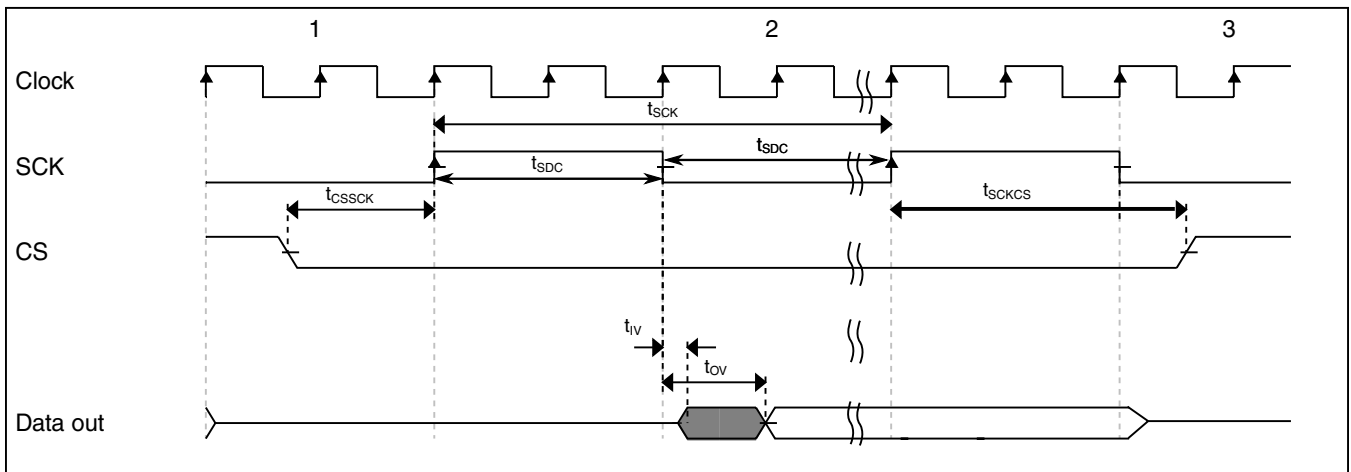 1 2 3
Clock
tSCK
SCK
tSDC tSDC
tCSSCK tSCKCS
CS
tIV
tOV
Data out